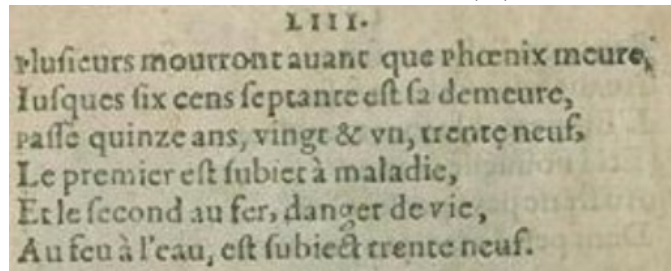 LIII.
Pluſieurs mourront auant que Phœnix meure,
Iuſques ſix cens ſeptante eſt ſa demeure,
Paſſe quinze ans, vingt & vn, trente neuf,
Le premier eſt ſubiet à maladie,
Et le ſecond au fer, danger de vie,
Au feu à l'eau, eſt ſubiect trente neuf.